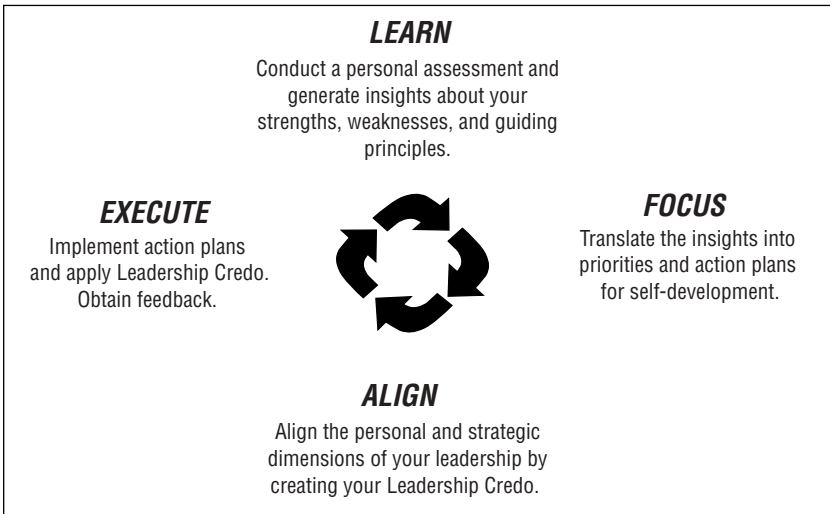 LEARN
Conduct a personal assessment and
generate insights about your
strengths, weaknesses, and guiding
principles.
FOCUS
Translate the insights into
priorities and action plans
for self-development.
ALIGN
Align the personal and strategic
dimensions of your leadership by
creating your Leadership Credo.
EXECUTE
Implement action plans
and apply Leadership Credo.
Obtain feedback.